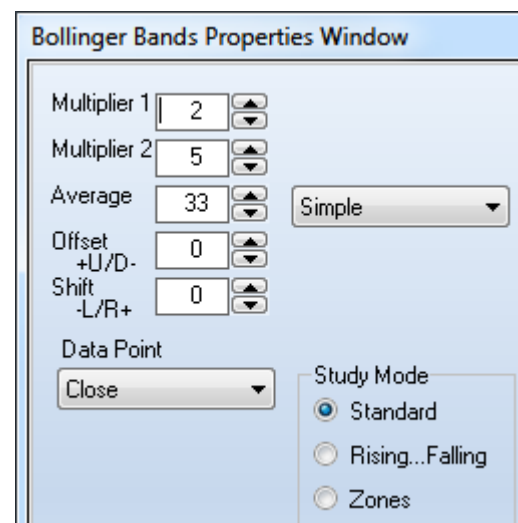 Bollinger Bands Properties Window
Multiplier 1 2
Multiplier 2 5
Average 33 Simple
Offset 0
+U/D-
Shift 0
-L/R+
Data Point
Close
Study Mode
Standard
Rising...Falling
Zones